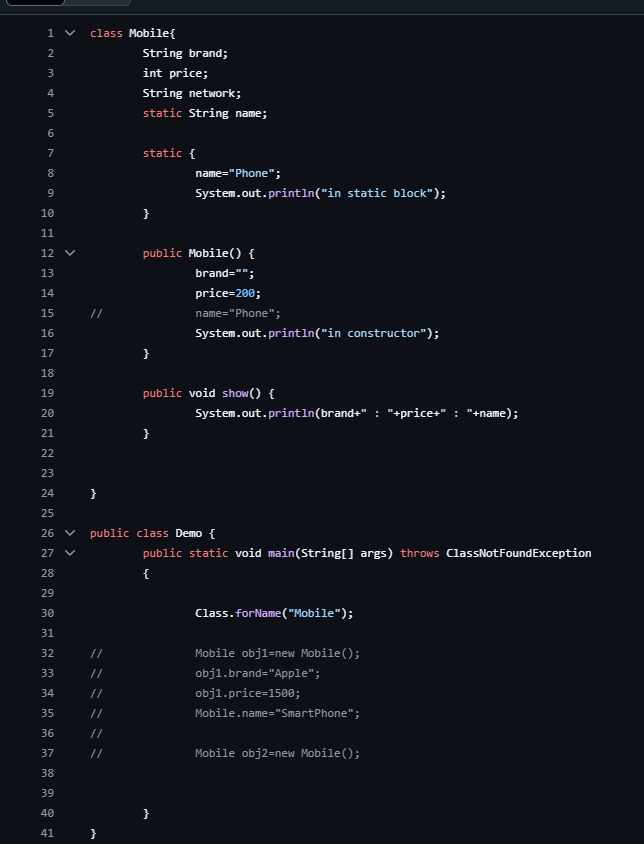 1 class Mobile{
2 String brand;
3 int price;
4 String network;
5 static String name;
6
7 static {
8 name="Phone";
9 System.out.println("in static block");
10 }
11
12 public Mobile() {
13 brand="";
14 price=200;
15 // name="Phone";
16 System.out.println("in constructor");
17 }
18
19 public void show() {
20 System.out.println(brand+" : "+price+" : "+name);
21 }
22
23
24 }
25
26 public class Demo {
27 public static void main(String[] args) throws ClassNotFoundException
28 {
29
30 Class.forName("Mobile");
31
32 // Mobile obj1=new Mobile();
33 // obj1.brand="Apple";
34 // obj1.price=1500;
35 // Mobile.name="SmartPhone";
36 //
37 // Mobile obj2=new Mobile();
38
39
40 }
41 }